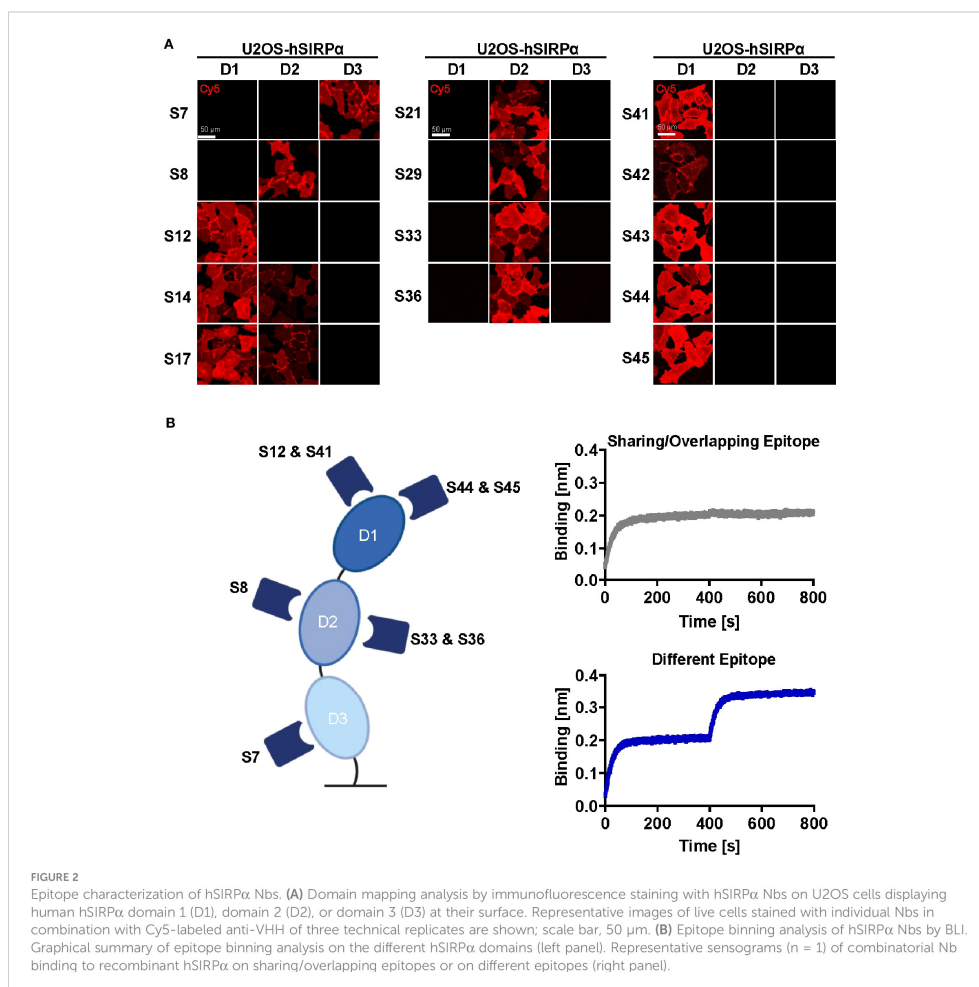 A
U2OS-hSIRPα
D1 D2 D3
Cy5
S7
50 µm
S8
S12
S14
S17
U2OS-hSIRPα
D1 D2 D3
S21
S29
S33
S36
U2OS-hSIRPα
D1 D2 D3
Cy5
S41
50 µm
S42
S43
S44
S45
B
S12 & S41
S44 & S45
D1
S8
D2
S33 & S36
D3
S7
Sharing/Overlapping Epitope
Binding [nm]
0.4
0.3
0.2
0.1
0.0
0 200 400 600 800
Time [s]
Different Epitope
Binding [nm]
0.4
0.3
0.2
0.1
0.0
0 200 400 600 800
Time [s]
FIGURE 2
Epitope characterization of hSIRPα Nbs. (A) Domain mapping analysis by immunofluorescence staining with hSIRPα Nbs on U2OS cells displaying
human hSIRPα domain 1 (D1), domain 2 (D2), or domain 3 (D3) at their surface. Representative images of live cells stained with individual Nbs in
combination with Cy5-labeled anti-VHH of three technical replicates are shown; scale bar, 50 µm. (B) Epitope binning analysis of hSIRPα Nbs by BLI.
Graphical summary of epitope binning analysis on the different hSIRPα domains (left panel). Representative sensograms (n = 1) of combinatorial Nb
binding to recombinant hSIRPα on sharing/overlapping epitopes or on different epitopes (right panel).